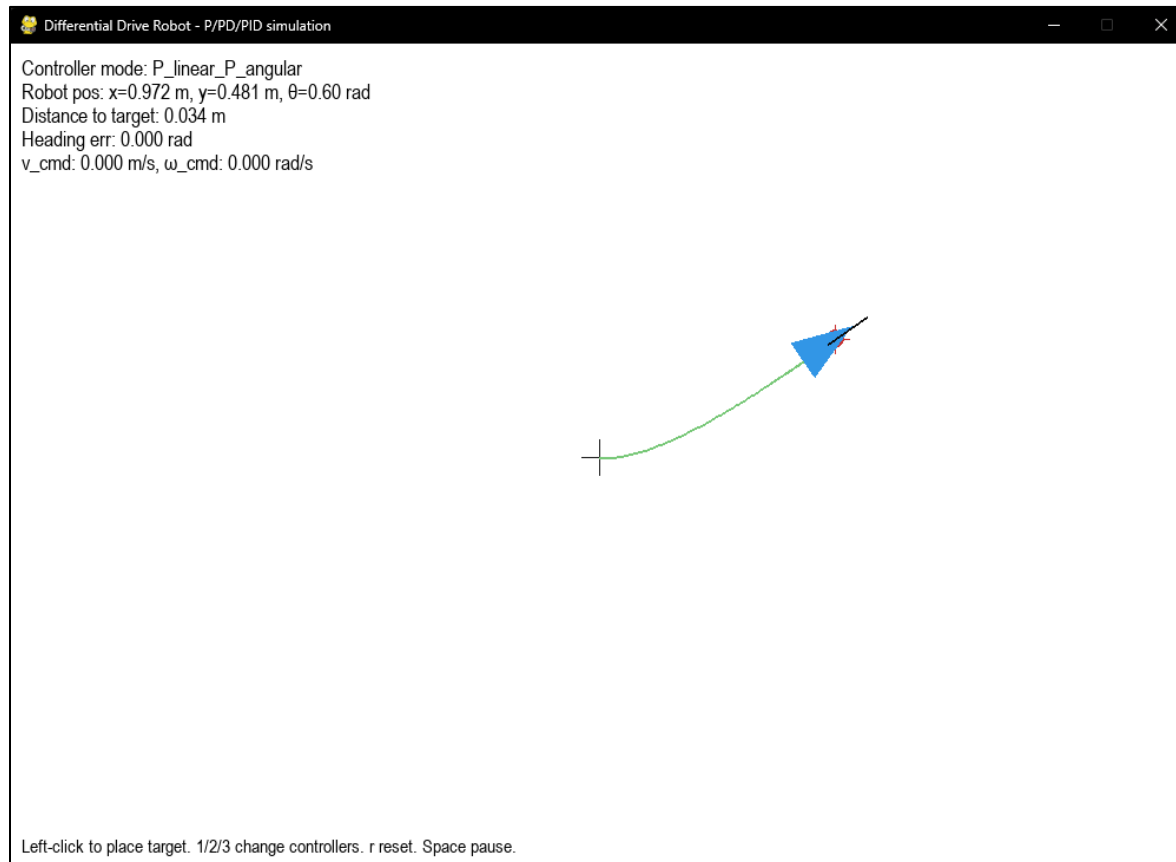 Differential Drive Robot - P/PD/PID simulation
Controller mode: P_linear_P_angular
Robot pos: x=0.972 m, y=0.481 m, θ=0.60 rad
Distance to target: 0.034 m
Heading err: 0.000 rad
v_cmd: 0.000 m/s, ω_cmd: 0.000 rad/s
Left-click to place target. 1/2/3 change controllers. r reset. Space pause.